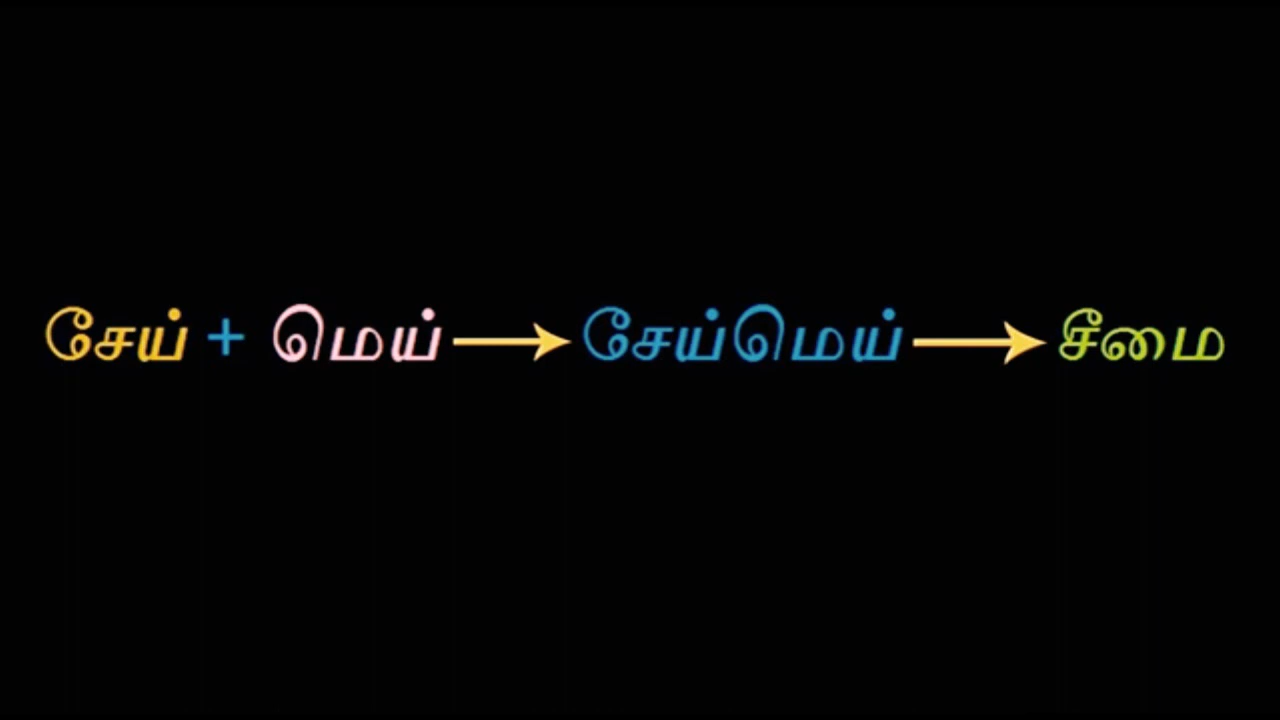 சேய் + மெய் → சேய்மெய் → சீமை